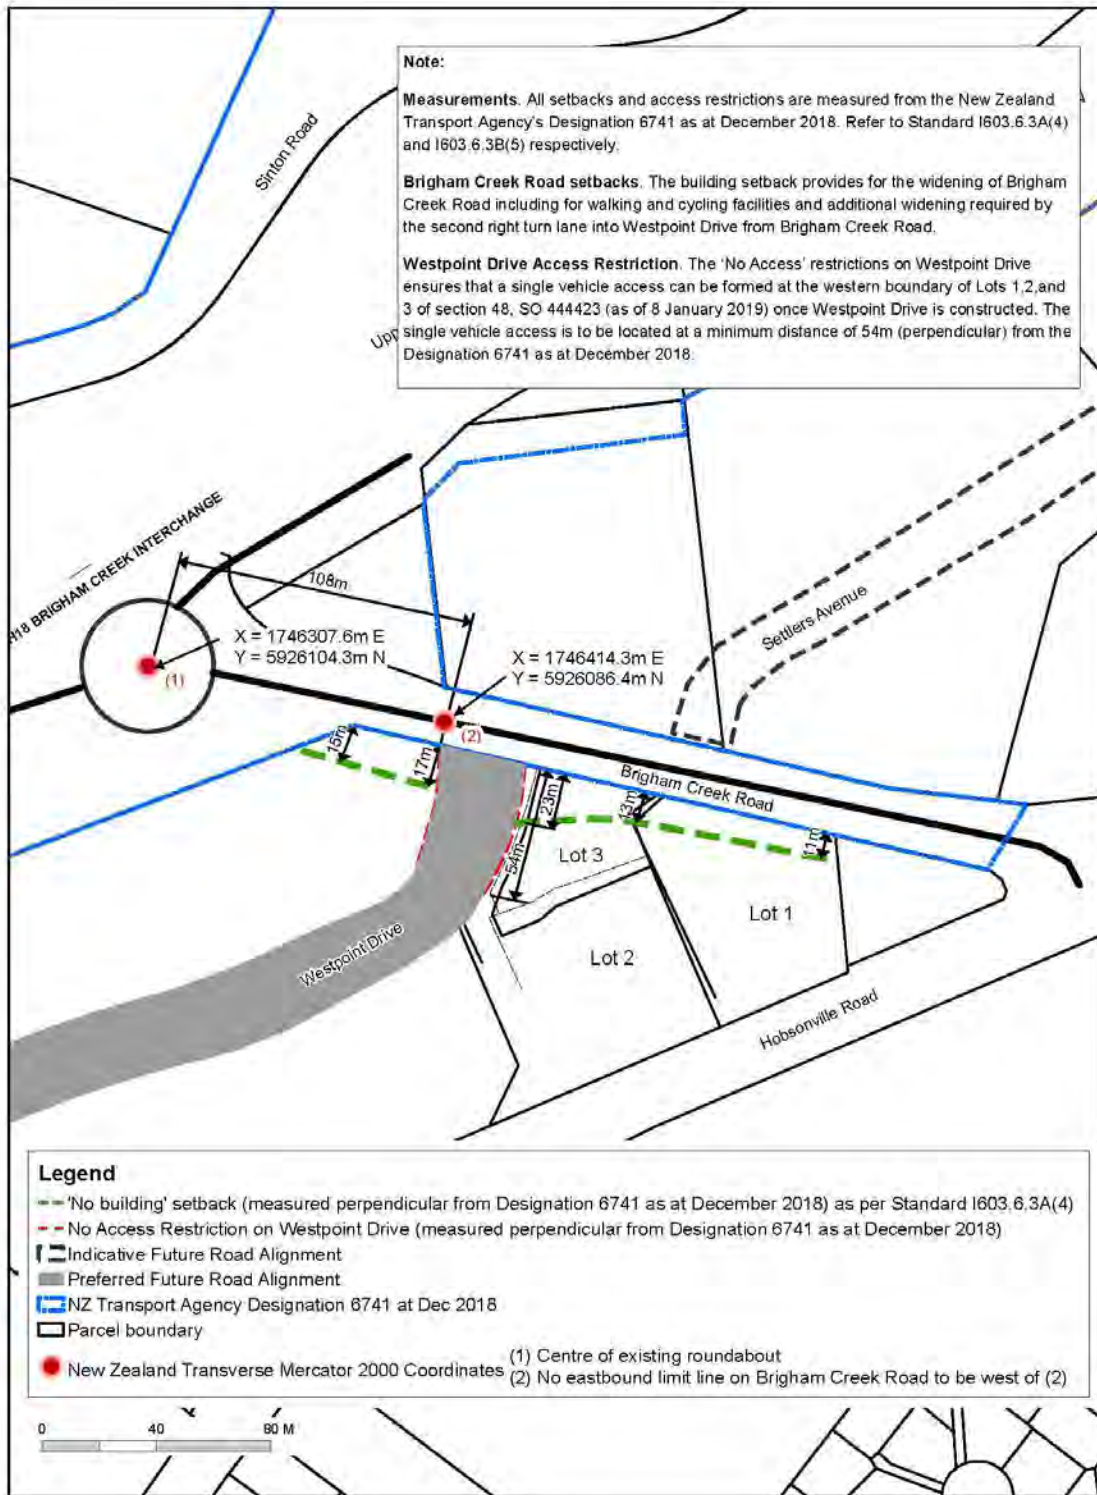 Note:
Measurements. All setbacks and access restrictions are measured from the New Zealand
Transport Agency's Designation 6741 as at December 2018. Refer to Standard I603.6.3A(4)
and I603.6.3B(5) respectively.
Brigham Creek Road setbacks. The building setback provides for the widening of Brigham
Creek Road including for walking and cycling facilities and additional widening required by
the second right turn lane into Westpoint Drive from Brigham Creek Road.
Westpoint Drive Access Restriction. The 'No Access' restrictions on Westpoint Drive
ensures that a single vehicle access can be formed at the western boundary of Lots 1,2,and
3 of section 48, SO 444423 (as of 8 January 2019) once Westpoint Drive is constructed. The
single vehicle access is to be located at a minimum distance of 54m (perpendicular) from the
Designation 6741 as at December 2018.
Sinton Road
Upp
H18 BRIGHAM CREEK INTERCHANGE
108m
Settlers Avenue
X = 1746307.6m E
Y = 5926104.3m N
X = 1746414.3m E
Y = 5926086.4m N
(1)
(2)
15m
17m
Brigham Creek Road
23m
13m
11m
54m
Lot 3
Lot 1
Lot 2
Westpoint Drive
Hobsonville Road
Legend
'No building' setback (measured perpendicular from Designation 6741 as at December 2018) as per Standard I603.6.3A(4)
No Access Restriction on Westpoint Drive (measured perpendicular from Designation 6741 as at December 2018)
Indicative Future Road Alignment
Preferred Future Road Alignment
NZ Transport Agency Designation 6741 at Dec 2018
Parcel boundary
New Zealand Transverse Mercator 2000 Coordinates
(1) Centre of existing roundabout
(2) No eastbound limit line on Brigham Creek Road to be west of (2)
0 40 80 M